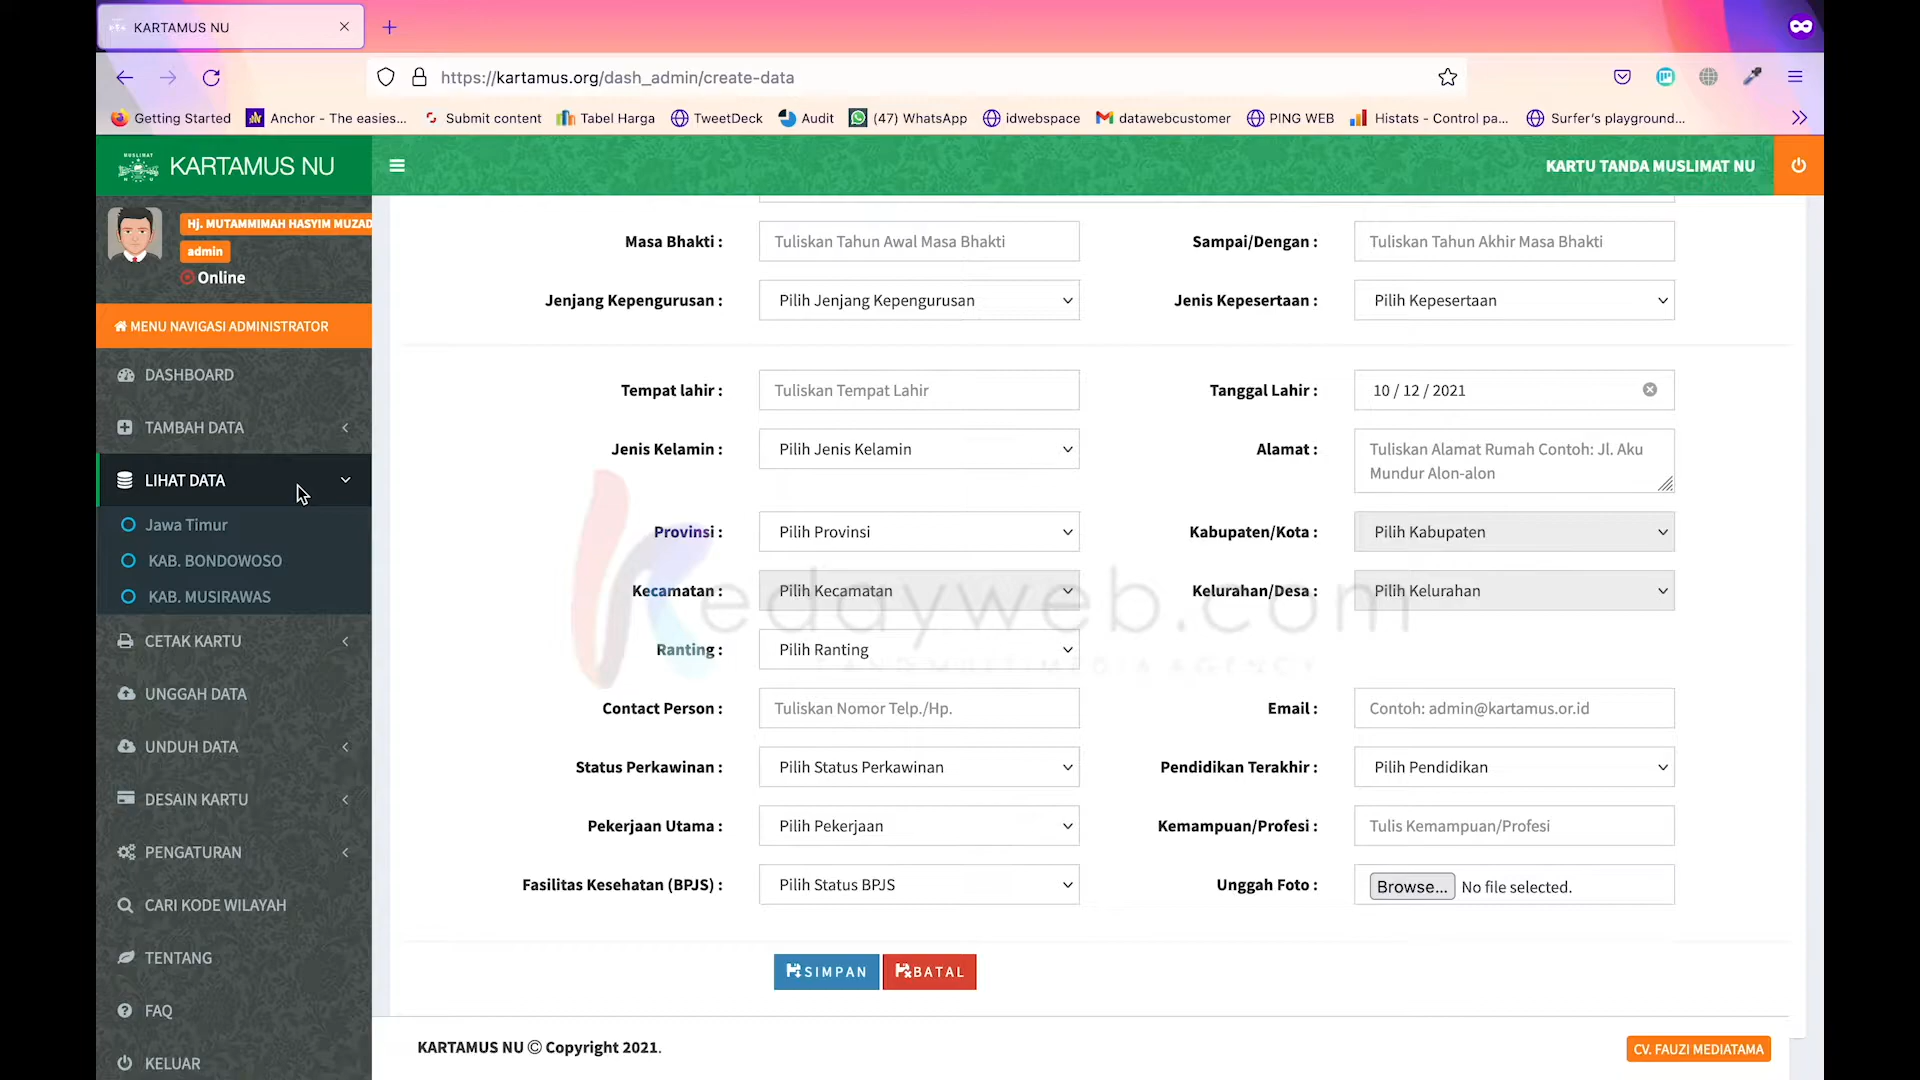 KARTAMUS NU
https://kartamus.org/dash_admin/create-data
Getting Started Anchor - The easies... Submit content Tabel Harga TweetDeck Audit (47) WhatsApp idwebspace datawebcustomer PING WEB Histats - Control pa... Surfer's playground...
KARTAMUS NU KARTU TANDA MUSLIMAT NU
Hj. MUTAMMIMAH HASYIM MUZAD
admin
Online
MENU NAVIGASI ADMINISTRATOR
DASHBOARD
TAMBAH DATA
LIHAT DATA
Jawa Timur
KAB. BONDOWOSO
KAB. MUSIRAWAS
CETAK KARTU
UNGGAH DATA
UNDUH DATA
DESAIN KARTU
PENGATURAN
CARI KODE WILAYAH
TENTANG
FAQ
KELUAR
Masa Bhakti : Tuliskan Tahun Awal Masa Bhakti Sampai/Dengan : Tuliskan Tahun Akhir Masa Bhakti
Jenjang Kepengurusan : Pilih Jenjang Kepengurusan Jenis Kepesertaan : Pilih Kepesertaan
Tempat lahir : Tuliskan Tempat Lahir Tanggal Lahir : 10 / 12 / 2021
Jenis Kelamin : Pilih Jenis Kelamin Alamat : Tuliskan Alamat Rumah Contoh: Jl. Aku
Mundur Alon-alon
Provinsi : Pilih Provinsi Kabupaten/Kota : Pilih Kabupaten
Kecamatan : Pilih Kecamatan Kelurahan/Desa : Pilih Kelurahan
Kedayweb.com
Ranting : Pilih Ranting
Contact Person : Tuliskan Nomor Telp./Hp. Email : Contoh: admin@kartamus.or.id
Status Perkawinan : Pilih Status Perkawinan Pendidikan Terakhir : Pilih Pendidikan
Pekerjaan Utama : Pilih Pekerjaan Kemampuan/Profesi : Tulis Kemampuan/Profesi
Fasilitas Kesehatan (BPJS) : Pilih Status BPJS Unggah Foto : Browse... No file selected.
SIMPAN BATAL
KARTAMUS NU © Copyright 2021. CV. FAUZI MEDIATAMA